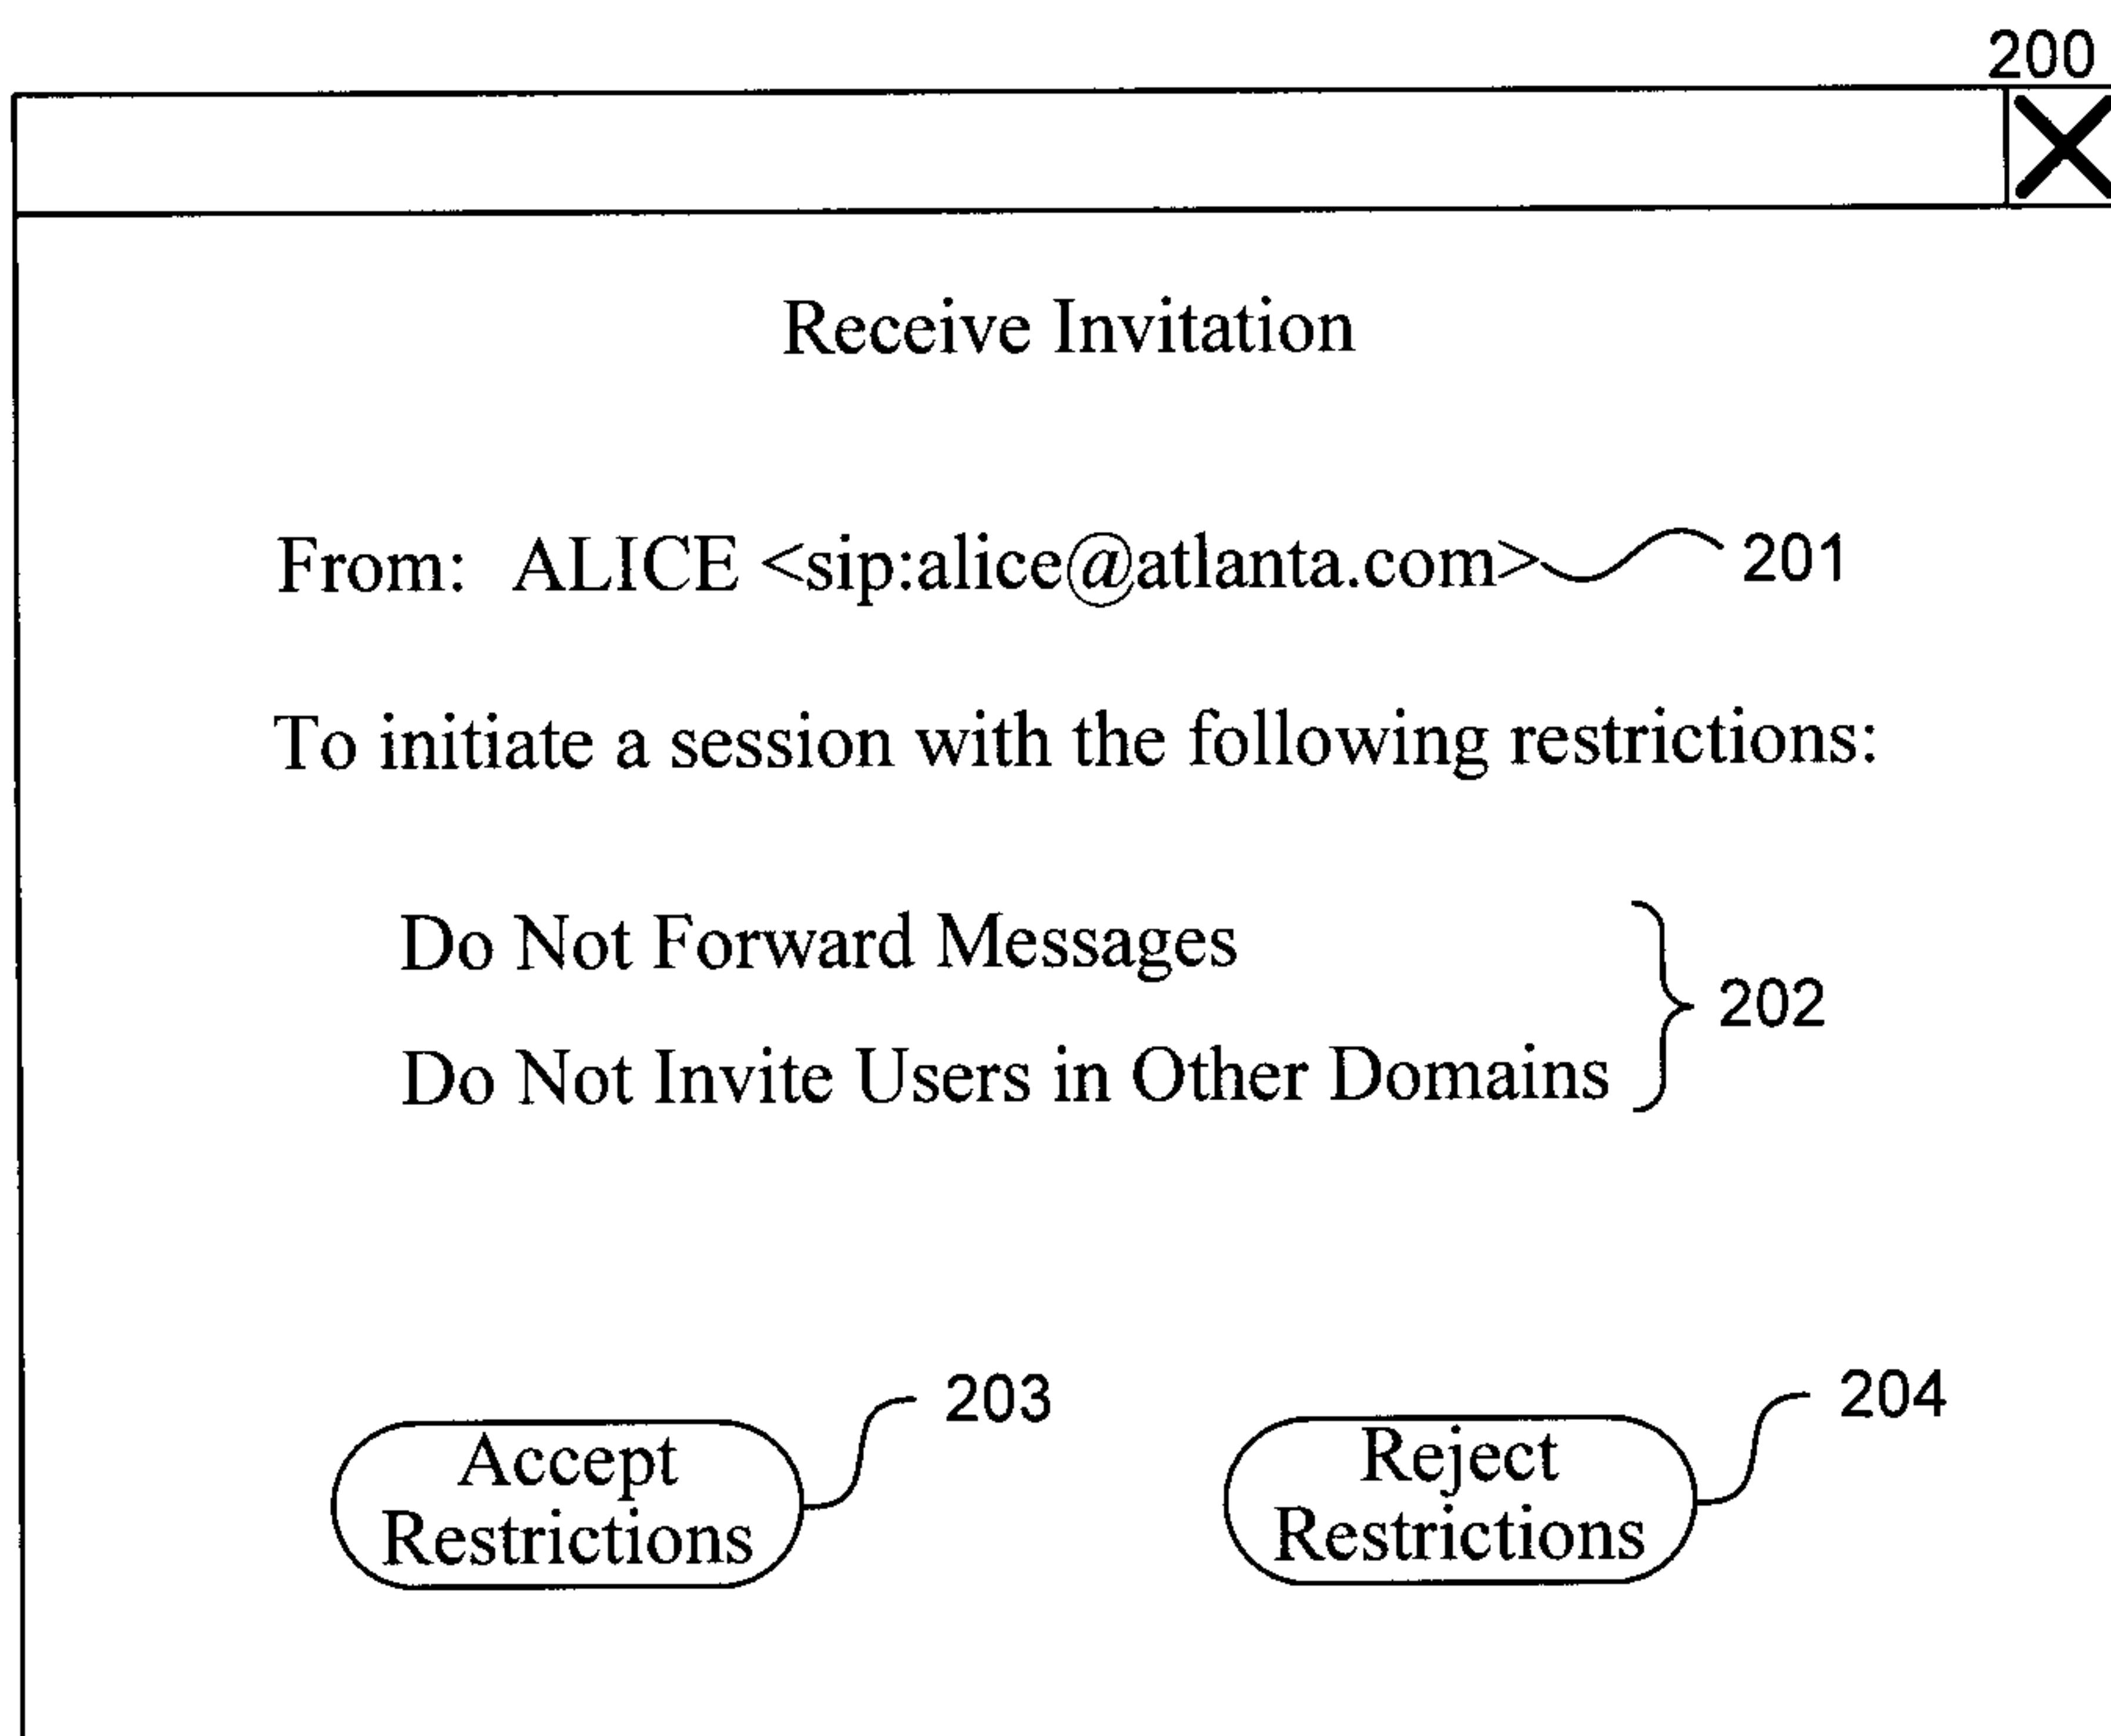 200
Receive Invitation
From: ALICE <sip:alice@atlanta.com> 201
To initiate a session with the following restrictions:
Do Not Forward Messages
202
Do Not Invite Users in Other Domains
203
204
Accept
Restrictions
Reject
Restrictions